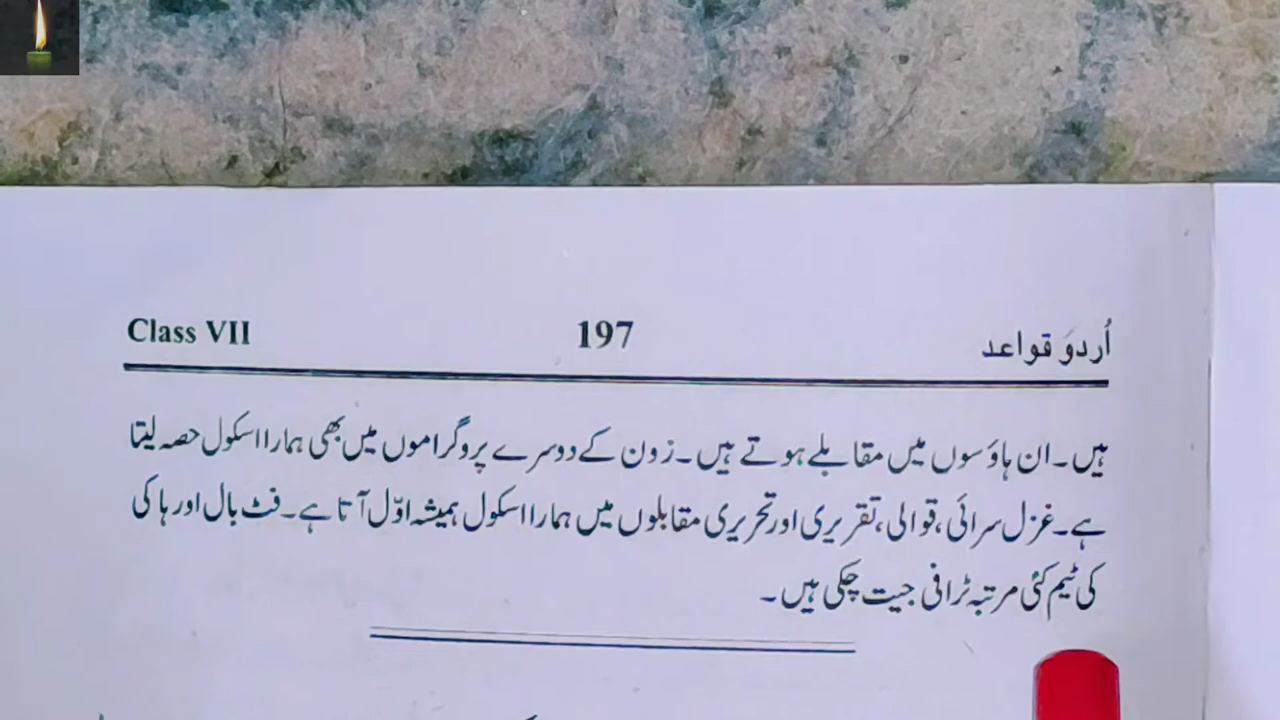 اُردو قواعد 197 Class VII
ہیں۔ ان ہاؤسوں میں مقابلے ہوتے ہیں۔ زون کے دوسرے پروگراموں میں بھی ہمارا اسکول حصہ لیتا
ہے۔ غزل سرائی، قوالی، تقریری اور تحریری مقابلوں میں ہمارا اسکول ہمیشہ اوّل آتا ہے۔ فٹ بال اور ہاکی
کی ٹیم کئی مرتبہ ٹرافی جیت چکی ہیں۔